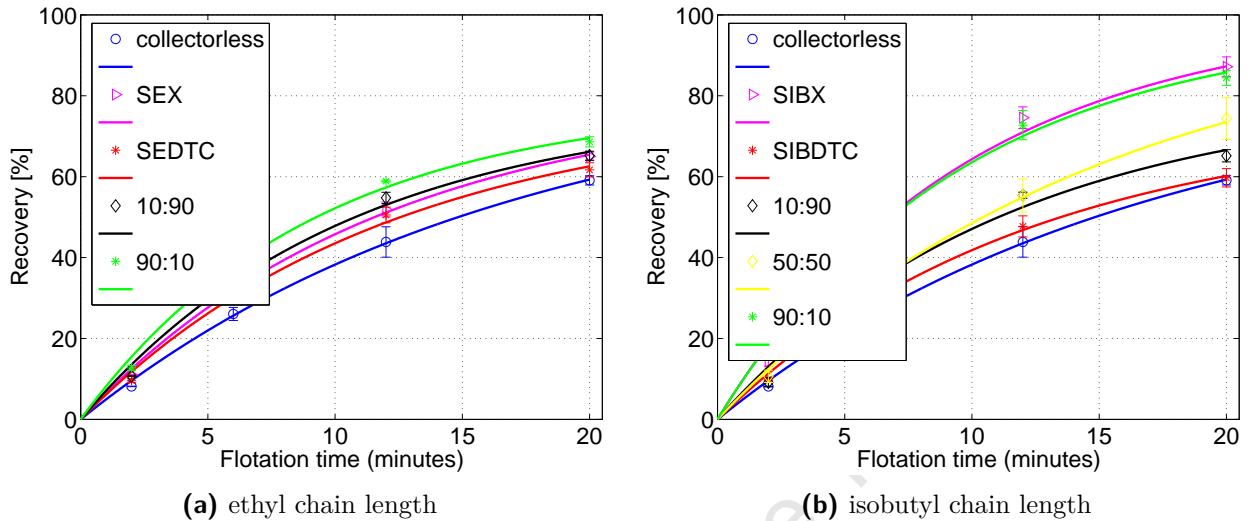 100
80
60
40
20
0
0 5 10 15 20
Recovery [%]
Flotation time (minutes)
collectorless
SEX
SEDTC
10:90
90:10
(a) ethyl chain length
100
80
60
40
20
0
0 5 10 15 20
Recovery [%]
Flotation time (minutes)
collectorless
SIBX
SIBDTC
10:90
50:50
90:10
(b) isobutyl chain length